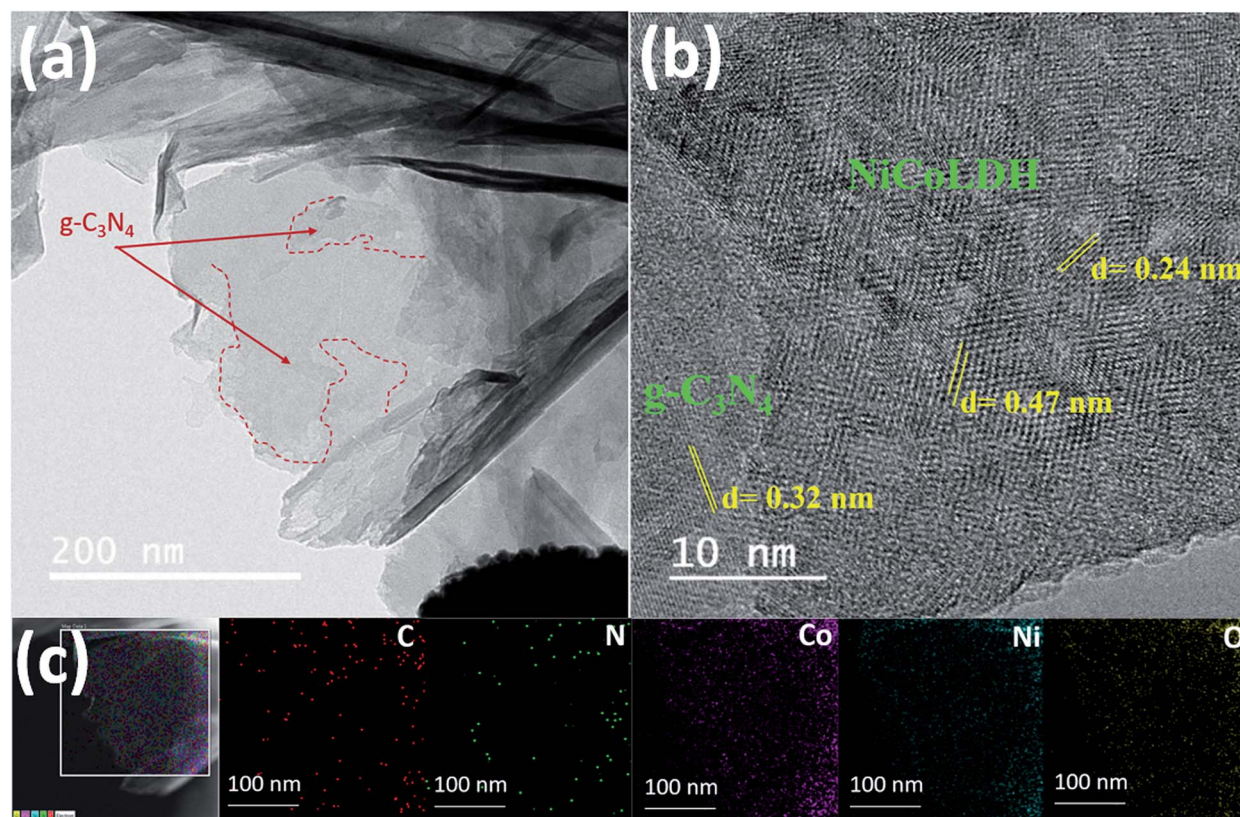 (a)
g-C₃N₄
200 nm
(b)
NiCoLDH
d= 0.24 nm
d= 0.47 nm
g-C₃N₄
d= 0.32 nm
10 nm
(c)
C
100 nm
N
100 nm
Co
100 nm
Ni
100 nm
O
100 nm